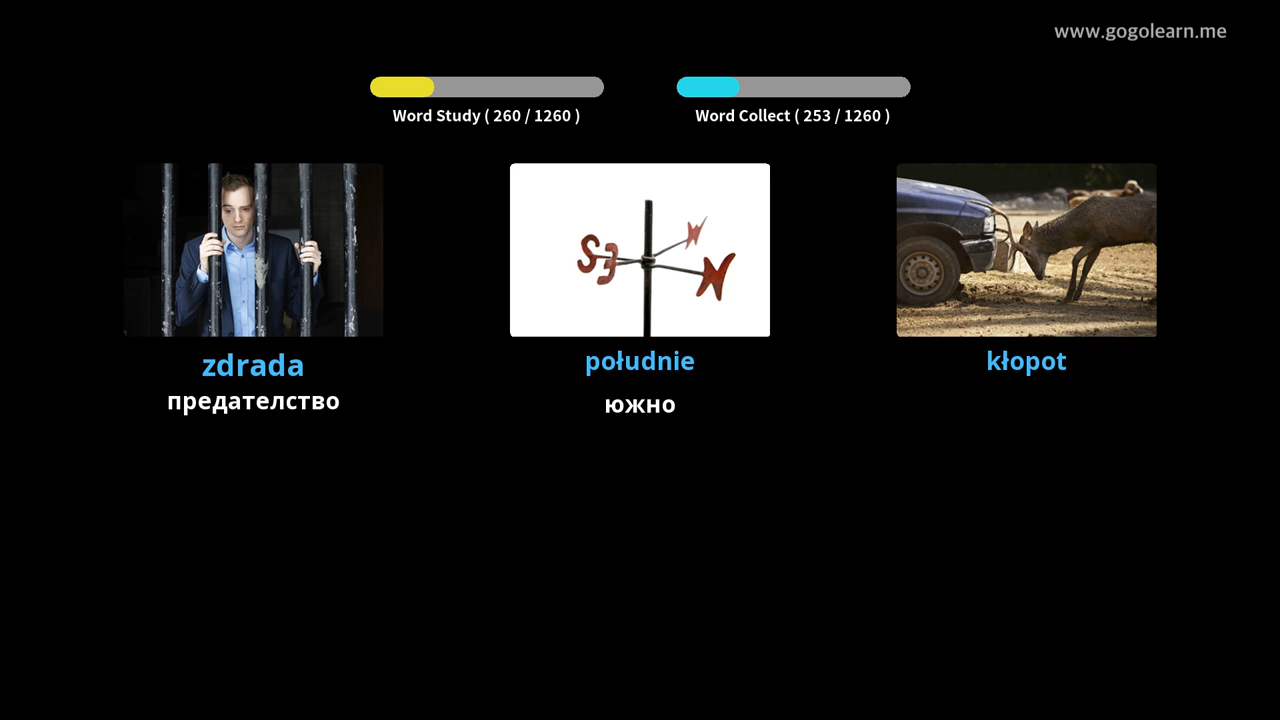 www.gogolearn.me
Word Study ( 260 / 1260 )
Word Collect ( 253 / 1260 )
zdrada
południe
kłopot
предателство
южно